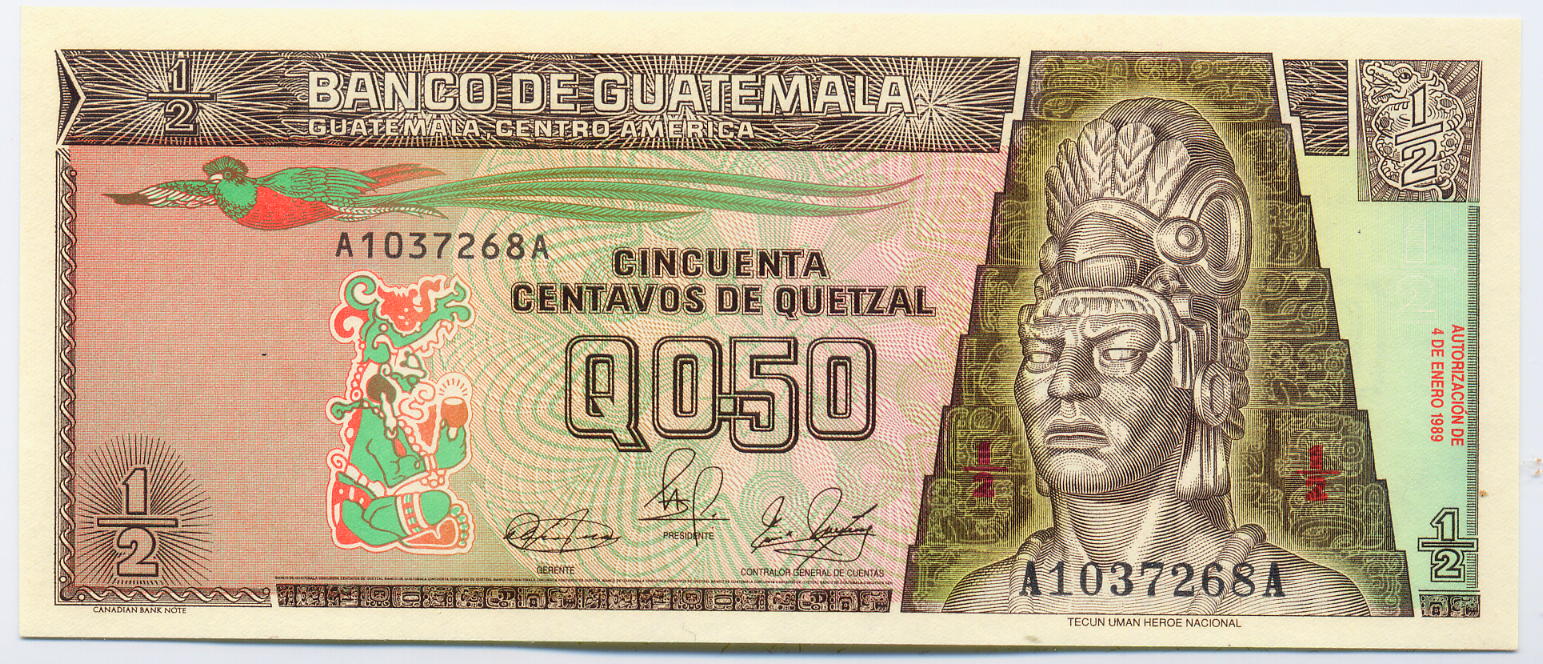 1/2
BANCO DE GUATEMALA
GUATEMALA, CENTRO AMERICA
1/2
A1037268A
CINCUENTA
CENTAVOS DE QUETZAL
Q0.50
AUTORIZACIÓN DE
4 DE ENERO 1989
1/2
1/2
GERENTE
PRESIDENTE
CONTRALOR GENERAL DE CUENTAS
1/2
A1037268A
CANADIAN BANK NOTE
TECUN UMAN HEROE NACIONAL